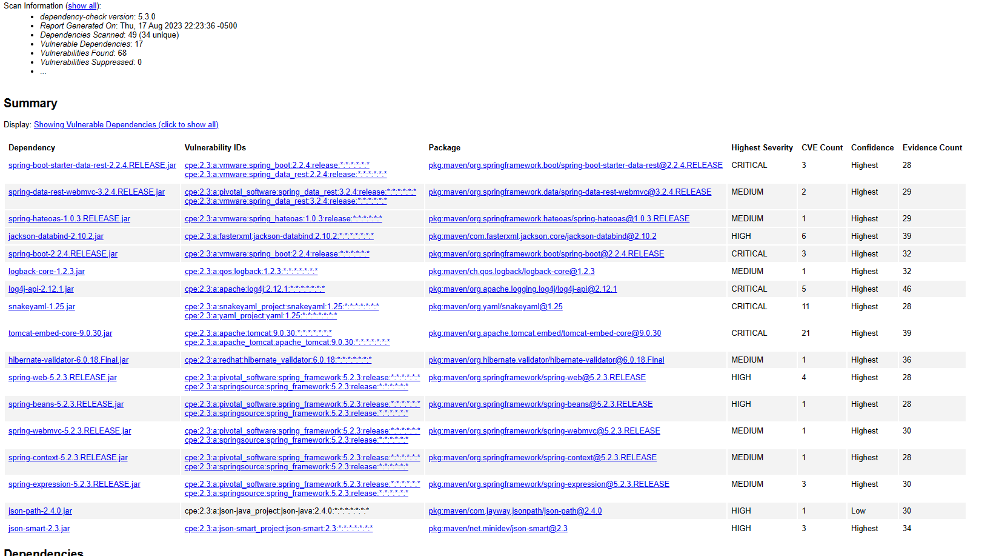 Scan Information (show all):
dependency-check version: 5.3.0
Report Generated On: Thu, 17 Aug 2023 22:23:36 -0500
Dependencies Scanned: 49 (34 unique)
Vulnerable Dependencies: 17
Vulnerabilities Found: 68
Vulnerabilities Suppressed: 0
...
Summary
Display: Showing Vulnerable Dependencies (click to show all)
Dependency Vulnerability IDs Package Highest Severity CVE Count Confidence Evidence Count
spring-boot-starter-data-rest-2.2.4.RELEASE.jar cpe:2.3:a:vmware:spring_boot:2.2.4:release:*:*:*:*:*:* pkg:maven/org.springframework.boot/spring-boot-starter-data-rest@2.2.4.RELEASE CRITICAL 3 Highest 28
cpe:2.3:a:vmware:spring_data_rest:2.2.4:release:*:*:*:*:*:*
spring-data-rest-webmvc-3.2.4.RELEASE.jar cpe:2.3:a:pivotal_software:spring_data_rest:3.2.4:release:*:*:*:*:*:* pkg:maven/org.springframework.data/spring-data-rest-webmvc@3.2.4.RELEASE MEDIUM 2 Highest 29
cpe:2.3:a:vmware:spring_data_rest:3.2.4:release:*:*:*:*:*:*
spring-hateoas-1.0.3.RELEASE.jar cpe:2.3:a:vmware:spring_hateoas:1.0.3:release:*:*:*:*:*:* pkg:maven/org.springframework.hateoas/spring-hateoas@1.0.3.RELEASE MEDIUM 1 Highest 29
jackson-databind-2.10.2.jar cpe:2.3:a:fasterxml:jackson-databind:2.10.2:*:*:*:*:*:*:* pkg:maven/com.fasterxml.jackson.core/jackson-databind@2.10.2 HIGH 6 Highest 39
spring-boot-2.2.4.RELEASE.jar cpe:2.3:a:vmware:spring_boot:2.2.4:release:*:*:*:*:*:* pkg:maven/org.springframework.boot/spring-boot@2.2.4.RELEASE CRITICAL 3 Highest 32
logback-core-1.2.3.jar cpe:2.3:a:qos:logback:1.2.3:*:*:*:*:*:*:* pkg:maven/ch.qos.logback/logback-core@1.2.3 MEDIUM 1 Highest 32
log4j-api-2.12.1.jar cpe:2.3:a:apache:log4j:2.12.1:*:*:*:*:*:*:* pkg:maven/org.apache.logging.log4j/log4j-api@2.12.1 CRITICAL 5 Highest 46
snakeyaml-1.25.jar cpe:2.3:a:snakeyaml_project:snakeyaml:1.25:*:*:*:*:*:*:* pkg:maven/org.yaml/snakeyaml@1.25 CRITICAL 11 Highest 28
cpe:2.3:a:yaml_project:yaml:1.25:*:*:*:*:*:*:*
tomcat-embed-core-9.0.30.jar cpe:2.3:a:apache:tomcat:9.0.30:*:*:*:*:*:*:* pkg:maven/org.apache.tomcat.embed/tomcat-embed-core@9.0.30 CRITICAL 21 Highest 39
cpe:2.3:a:apache_tomcat:apache_tomcat:9.0.30:*:*:*:*:*:*:*
hibernate-validator-6.0.18.Final.jar cpe:2.3:a:redhat:hibernate_validator:6.0.18:*:*:*:*:*:*:* pkg:maven/org.hibernate.validator/hibernate-validator@6.0.18.Final MEDIUM 1 Highest 36
spring-web-5.2.3.RELEASE.jar cpe:2.3:a:pivotal_software:spring_framework:5.2.3:release:*:*:*:*:*:* pkg:maven/org.springframework/spring-web@5.2.3.RELEASE HIGH 4 Highest 28
cpe:2.3:a:springsource:spring_framework:5.2.3:release:*:*:*:*:*:*
spring-beans-5.2.3.RELEASE.jar cpe:2.3:a:pivotal_software:spring_framework:5.2.3:release:*:*:*:*:*:* pkg:maven/org.springframework/spring-beans@5.2.3.RELEASE HIGH 1 Highest 28
cpe:2.3:a:springsource:spring_framework:5.2.3:release:*:*:*:*:*:*
spring-webmvc-5.2.3.RELEASE.jar cpe:2.3:a:pivotal_software:spring_framework:5.2.3:release:*:*:*:*:*:* pkg:maven/org.springframework/spring-webmvc@5.2.3.RELEASE MEDIUM 1 Highest 30
cpe:2.3:a:springsource:spring_framework:5.2.3:release:*:*:*:*:*:*
spring-context-5.2.3.RELEASE.jar cpe:2.3:a:pivotal_software:spring_framework:5.2.3:release:*:*:*:*:*:* pkg:maven/org.springframework/spring-context@5.2.3.RELEASE MEDIUM 1 Highest 28
cpe:2.3:a:springsource:spring_framework:5.2.3:release:*:*:*:*:*:*
spring-expression-5.2.3.RELEASE.jar cpe:2.3:a:pivotal_software:spring_framework:5.2.3:release:*:*:*:*:*:* pkg:maven/org.springframework/spring-expression@5.2.3.RELEASE MEDIUM 3 Highest 30
cpe:2.3:a:springsource:spring_framework:5.2.3:release:*:*:*:*:*:*
json-path-2.4.0.jar cpe:2.3:a:json-java_project:json-java:2.4.0:*:*:*:*:*:*:* pkg:maven/com.jayway.jsonpath/json-path@2.4.0 HIGH 1 Low 30
json-smart-2.3.jar cpe:2.3:a:json-smart_project:json-smart:2.3:*:*:*:*:*:*:* pkg:maven/net.minidev/json-smart@2.3 HIGH 3 Highest 34
Dependencies